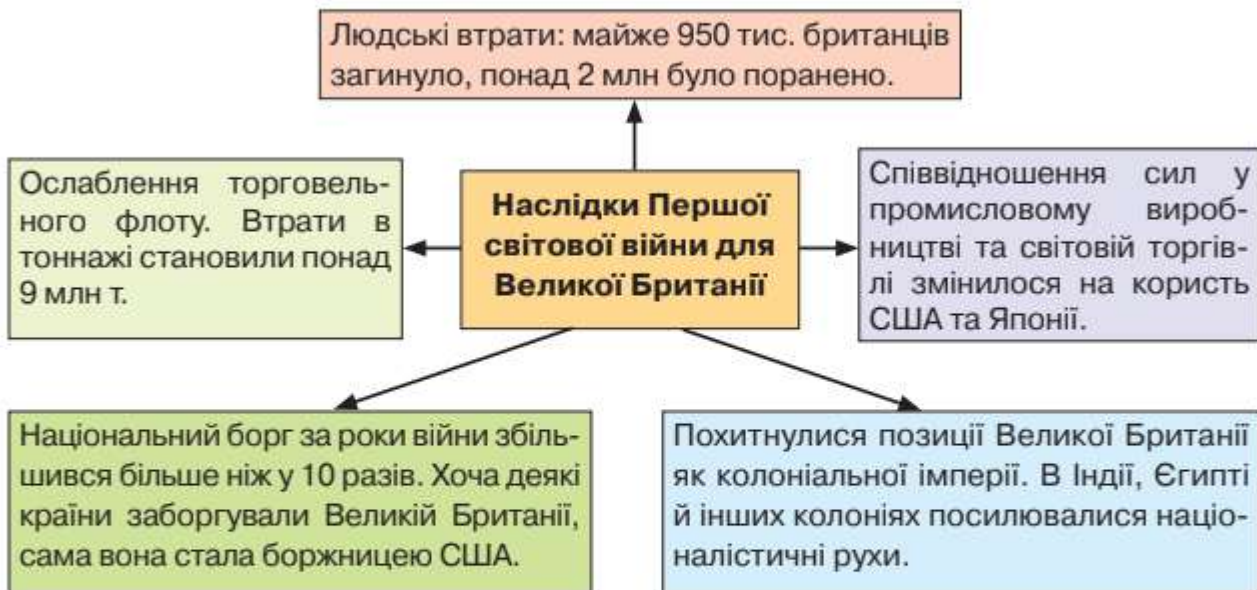 Людські втрати: майже 950 тис. британців
загинуло, понад 2 млн було поранено.
Ослаблення торговель-
ного флоту. Втрати в
тоннажі становили понад
9 млн т.
Наслідки Першої
світової війни для
Великої Британії
Співвідношення сил у
промисловому вироб-
ництві та світовій торгів-
лі змінилося на користь
США та Японії.
Національний борг за роки війни збіль-
шився більше ніж у 10 разів. Хоча деякі
країни заборгували Великій Британії,
сама вона стала боржницею США.
Похитнулися позиції Великої Британії
як колоніальної імперії. В Індії, Єгипті
й інших колоніях посилювалися націо-
налістичні рухи.